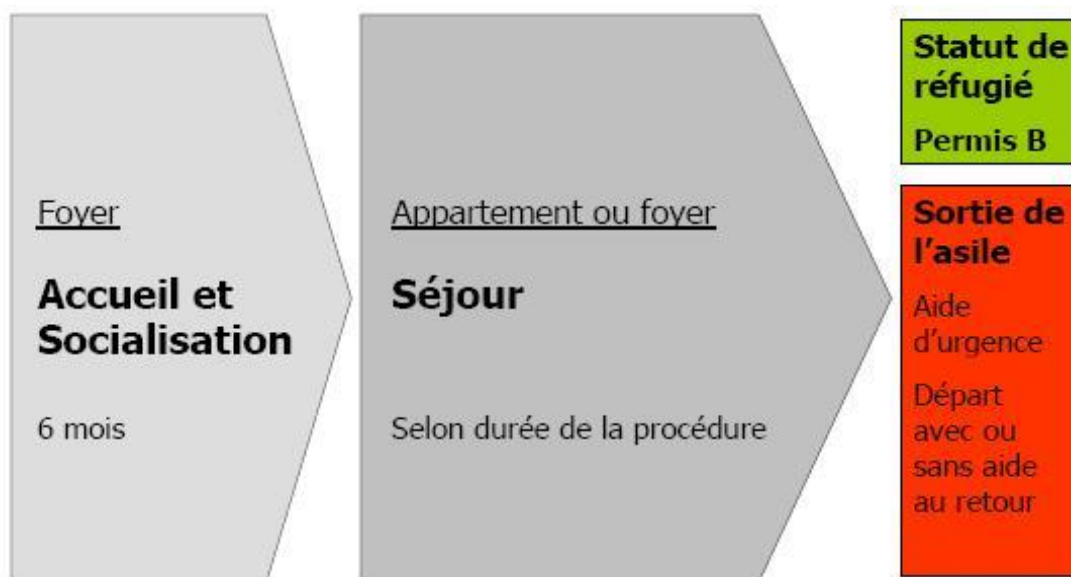 Foyer
Accueil et
Socialisation
6 mois
Appartement ou foyer
Séjour
Selon durée de la procédure
Statut de
réfugié
Permis B
Sortie de
l'asile
Aide
d'urgence
Départ
avec ou
sans aide
au retour